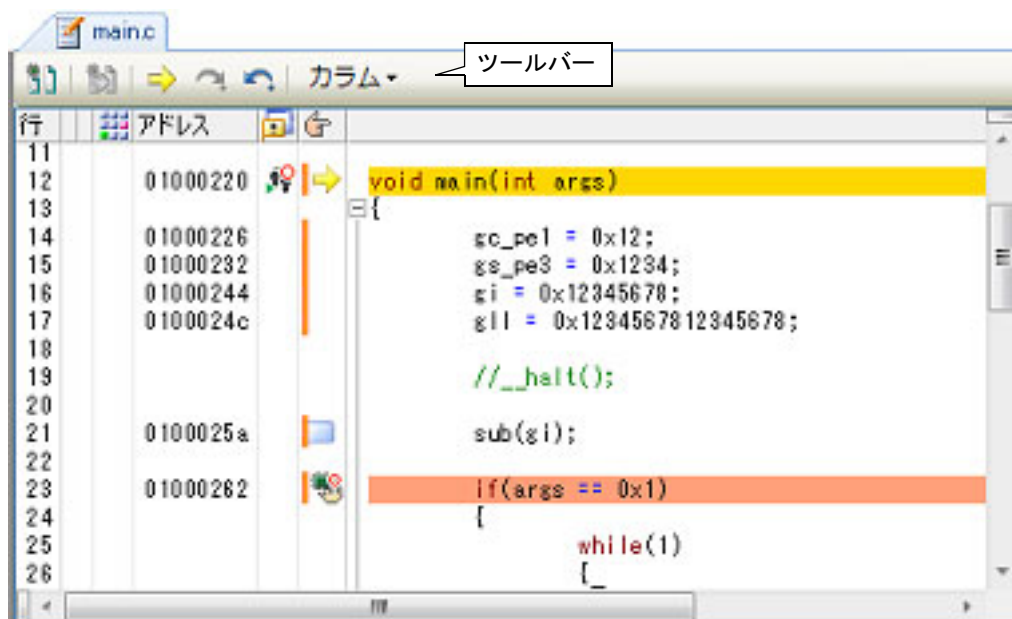 main.c
カラム
ツールバー
行 アドレス
11
12 01000220 void main(int args)
13 {
14 01000226 gc_pe1 = 0x12;
15 01000232 gs_pe3 = 0x1234;
16 01000244 gi = 0x12345678;
17 0100024c gll = 0x1234567812345678;
18
19 //__halt();
20
21 0100025a sub(gi);
22
23 01000262 if(args == 0x1)
24 {
25 while(1)
26 {_